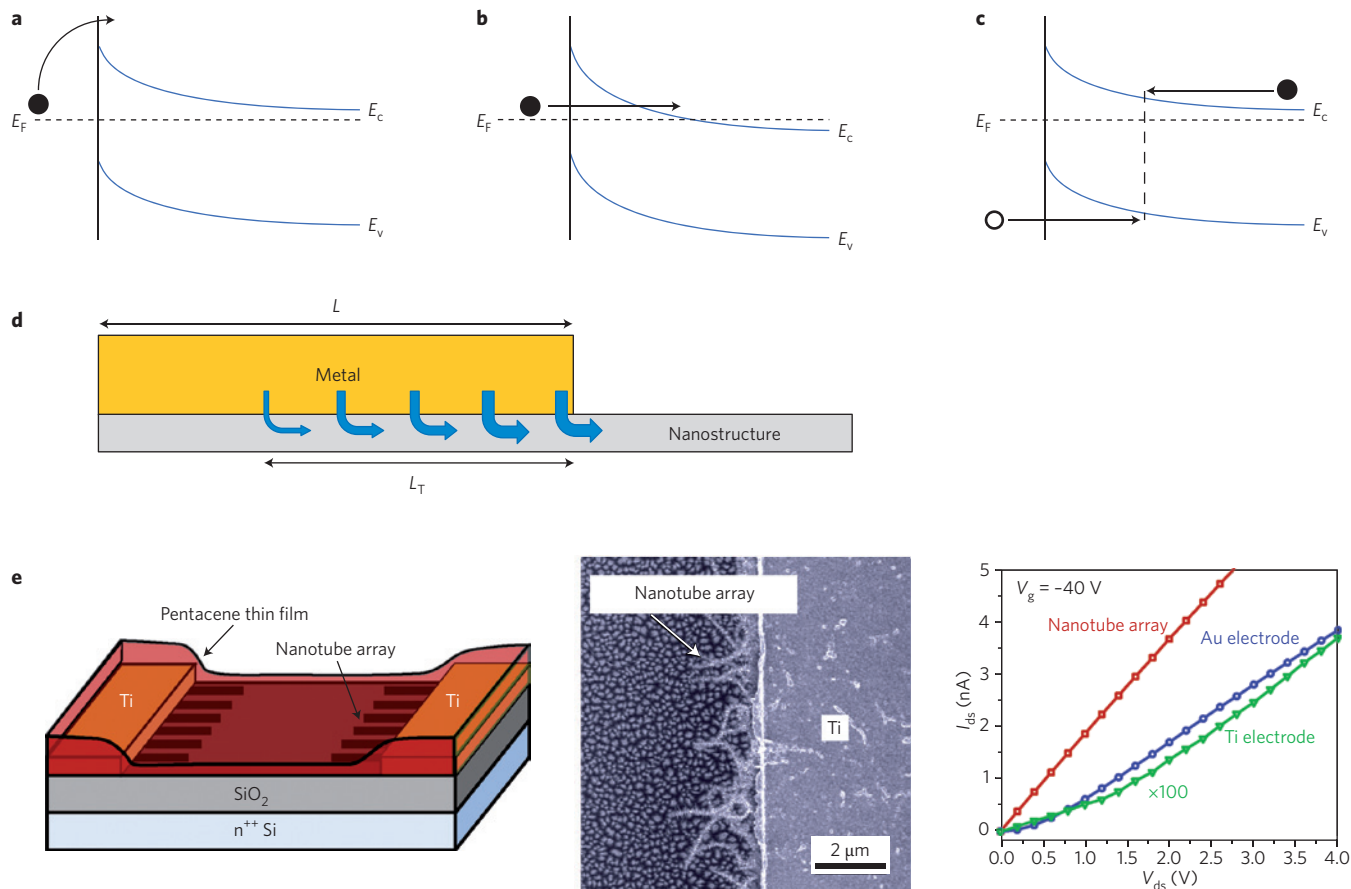 a
E_F
E_c
E_v
b
E_F
E_c
E_v
c
E_F
E_c
E_v
d
L
Metal
Nanostructure
L_T
e
Pentacene thin film
Nanotube array
Ti
Ti
SiO₂
n⁺⁺ Si
Nanotube array
Ti
2 μm
V_g = –40 V
Nanotube array
Au electrode
Ti electrode
×100
I_ds (nA)
5
4
3
2
1
0
0.0 0.5 1.0 1.5 2.0 2.5 3.0 3.5 4.0
V_ds (V)